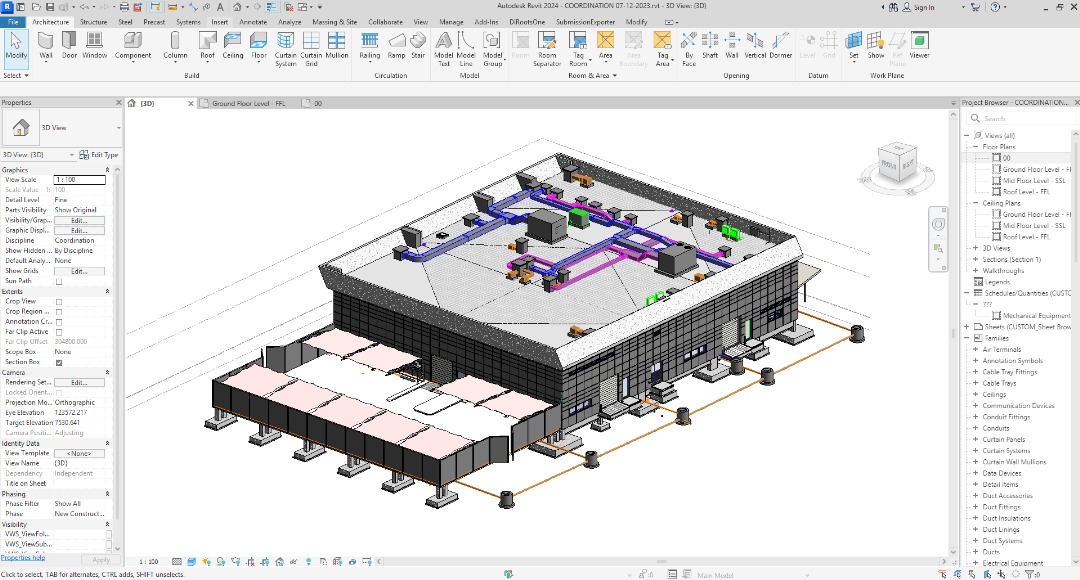 Autodesk Revit 2024 - COORDINATION 07-12-2023.rvt - 3D View: {3D}
Sign In
File Architecture Structure Steel Precast Systems Insert Annotate Analyze Massing & Site Collaborate View Manage Add-Ins DiRootsOne SubmissionExporter Modify
Modify Wall Door Window Component Column Roof Ceiling Floor Curtain System Curtain Grid Mullion Railing Ramp Stair Model Text Model Line Model Group Room Room Separator Tag Room Area Area Boundary Tag Area By Face Shaft Wall Vertical Dormer Level Grid Set Show Ref Plane Viewer
Select Build Circulation Model Room & Area Opening Datum Work Plane
Properties
{3D}
Ground Floor Level - FFL
00
Project Browser - COORDINATION...
3D View
Search
3D View: {3D} Edit Type
Graphics
View Scale 1 : 100
Scale Value 1: 100
Detail Level Fine
Parts Visibility Show Original
Visibility/Grap... Edit...
Graphic Displ... Edit...
Discipline Coordination
Show Hidden ... By Discipline
Default Analy... None
Show Grids Edit...
Sun Path
Extents
Crop View
Crop Region ...
Annotation Cr...
Far Clip Active
Far Clip Offset 304800.000
Scope Box None
Section Box
Camera
Rendering Set... Edit...
Locked Orient...
Projection Mo... Orthographic
Eye Elevation 123572.217
Target Elevation 7530.641
Camera Positi... Adjusting
Identity Data
View Template <None>
View Name {3D}
Dependency Independent
Title on Sheet
Phasing
Phase Filter Show All
Phase New Construct...
Visibility
VWS_ViewFol...
VWS_ViewSub...
Properties help Apply
FRONT RIGHT
Views (all)
Floor Plans
00
Ground Floor Level - FF
Mid Floor Level - SSL
Roof Level - FFL
Ceiling Plans
Ground Floor Level - FF
Mid Floor Level - SSL
Roof Level - FFL
3D Views
Sections (Section 1)
Walkthroughs
Legends
Schedules/Quantities (CUSTO
???
Mechanical Equipment
Sheets (CUSTOM_Sheet Brow
Families
Air Terminals
Annotation Symbols
Cable Tray Fittings
Cable Trays
Ceilings
Communication Devices
Conduit Fittings
Conduits
Curtain Panels
Curtain Systems
Curtain Wall Mullions
Data Devices
Detail Items
Duct Accessories
Duct Fittings
Duct Insulations
Duct Linings
Duct Systems
Ducts
Electrical Equipment
1 : 100
Click to select, TAB for alternates, CTRL adds, SHIFT unselects.
:0
Main Model
:0